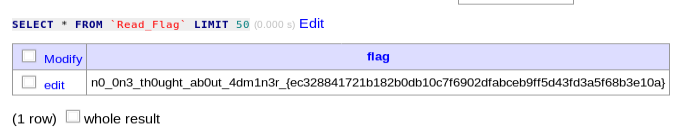 SELECT * FROM `Read_Flag` LIMIT 50 (0.000 s) Edit
Modify flag
edit n0_0n3_th0ught_ab0ut_4dm1n3r_{ec328841721b182b0db10c7f6902dfabceb9ff5d43fd3a5f68b3e10a}
(1 row) whole result